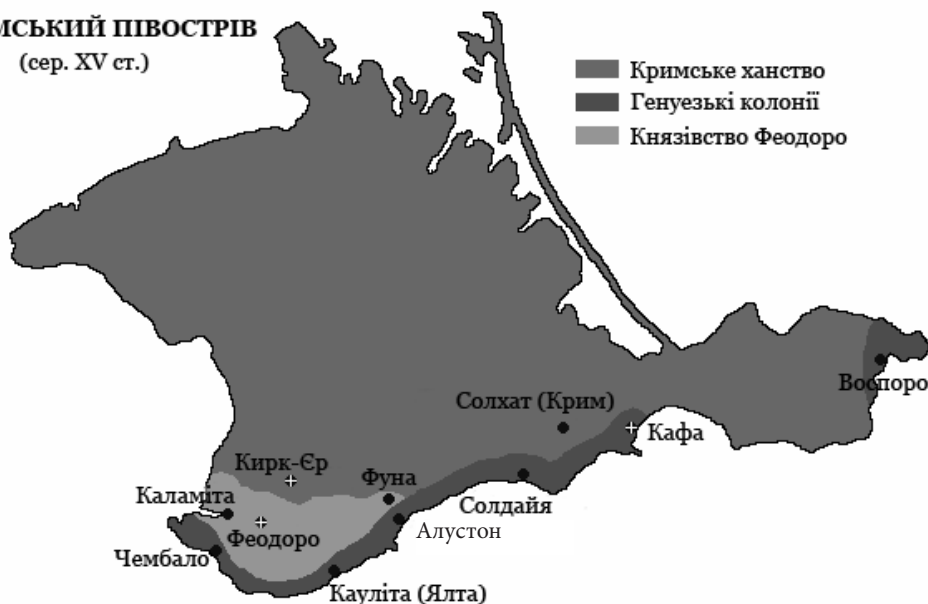 МСЬКИЙ ПІВОСТРІВ
(сер. XV ст.)
Кримське ханство
Генуезькі колонії
Князівство Феодоро
Воспоро
Солхат (Крим)
Кафа
Кирк-Єр
Фуна
Каламіта
Солдайя
Феодоро
Алустон
Чембало
Кауліта (Ялта)